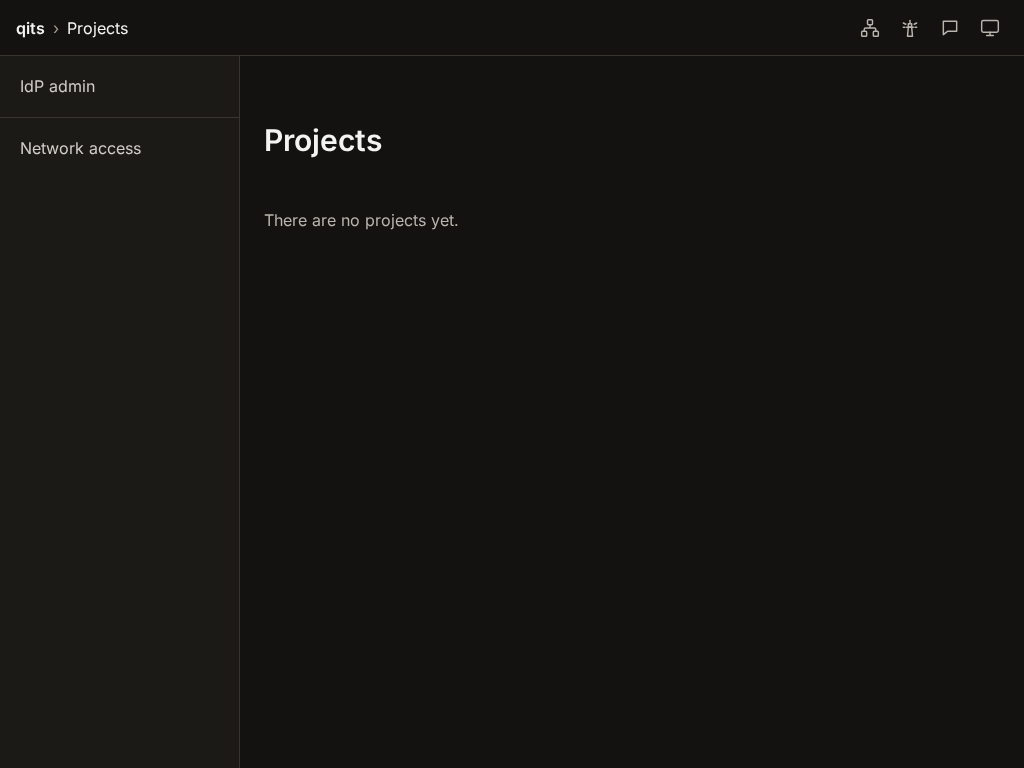 qits › Projects
IdP admin
Network access
Projects
There are no projects yet.